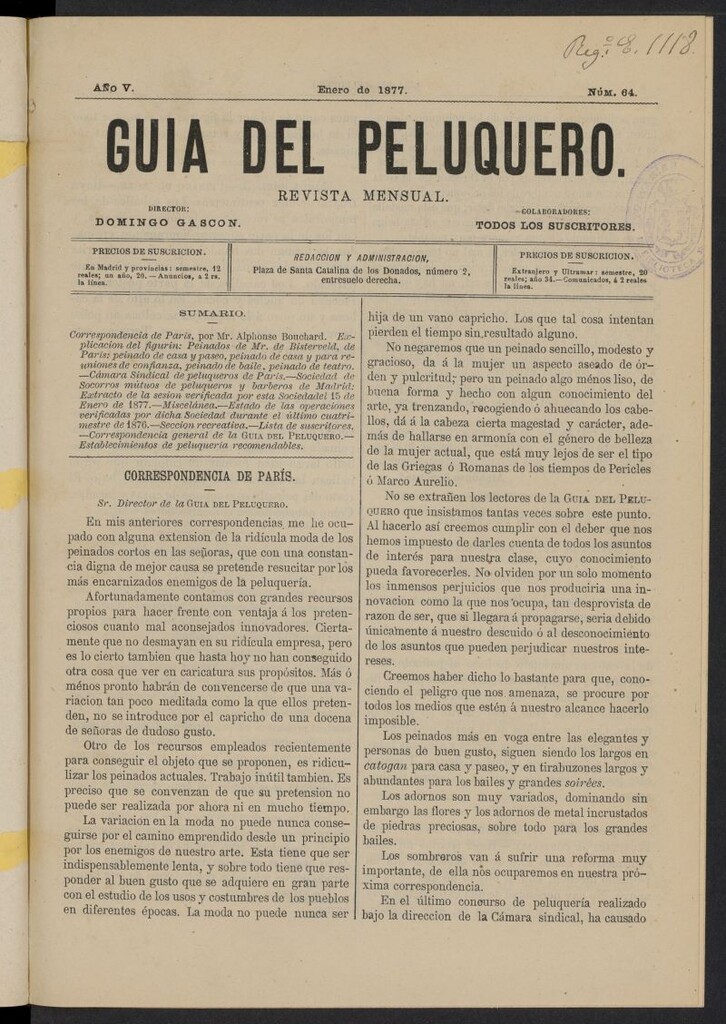 Reg.º E. 1118.
AÑO V.
Enero de 1877.
NÚM. 64.
GUIA DEL PELUQUERO.
REVISTA MENSUAL.
DIRECTOR:
DOMINGO GASCON.
COLABORADORES:
TODOS LOS SUSCRITORES.
PRECIOS DE SUSCRICION.
En Madrid y provincias: semestre, 12
reales; un año, 20.—Anuncios, á 2 rs.
la línea.
REDACCION Y ADMINISTRACION,
Plaza de Santa Catalina de los Donados, número 2,
entresuelo derecha.
PRECIOS DE SUSCRICION.
Extranjero y Ultramar: semestre, 20
reales; año 34.—Comunicados, á 2 reales
la línea.
SUMARIO.
Correspondencia de Paris, por Mr. Alphonse Bouchard. Ex-
plicacion del figurin: Peinados de Mr. de Bisterveld, de
París: peinado de casa y paseo, peinado de casa y para re-
uniones de confianza, peinado de baile, peinado de teatro.
—Cámara Sindical de peluqueros de París.—Sociedad de
Socorros mútuos de peluqueros y barberos de Madrid:
Extracto de la sesion verificada por esta Sociedadel 15 de
Enero de 1877.—Miscelánea.—Estado de las operaciones
verificadas por dicha Sociedad durante el último cuatri-
mestre de 1876.—Seccion recreativa.—Lista de suscritores.
—Correspondencia general de la GUIA DEL PELUQUERO.—
Establecimientos de peluquería recomendables.
CORRESPONDENCIA DE PARÍS.
Sr. Director de la GUIA DEL PELUQUERO.
En mis anteriores correspondencias me he ocu-
pado con alguna extension de la ridícula moda de los
peinados cortos en las señoras, que con una constan-
cia digna de mejor causa se pretende resucitar por los
más encarnizados enemigos de la peluquería.
Afortunadamente contamos con grandes recursos
propios para hacer frente con ventaja á los preten-
ciosos cuanto mal aconsejados innovadores. Cierta-
mente que no desmayan en su ridícula empresa, pero
es lo cierto tambien que hasta hoy no han conseguido
otra cosa que ver en caricatura sus propósitos. Más ó
ménos pronto habrán de convencerse de que una va-
riacion tan poco meditada como la que ellos preten-
den, no se introduce por el capricho de una docena
de señoras de dudoso gusto.
Otro de los recursos empleados recientemente
para conseguir el objeto que se proponen, es ridicu-
lizar los peinados actuales. Trabajo inútil tambien. Es
preciso que se convenzan de que su pretension no
puede ser realizada por ahora ni en mucho tiempo.
La variacion en la moda no puede nunca conse-
guirse por el camino emprendido desde un principio
por los enemigos de nuestro arte. Esta tiene que ser
indispensablemente lenta, y sobre todo tiene que res-
ponder al buen gusto que se adquiere en gran parte
con el estudio de los usos y costumbres de los pueblos
en diferentes épocas. La moda no puede nunca ser
hija de un vano capricho. Los que tal cosa intentan
pierden el tiempo sin resultado alguno.
No negaremos que un peinado sencillo, modesto y
gracioso, da á la mujer un aspecto aseado de ór-
den y pulcritud; pero un peinado algo ménos liso, de
buena forma y hecho con algun conocimiento del
arte, ya trenzando, recogiendo ó ahuecando los cabe-
llos, dá á la cabeza cierta magestad y carácter, ade-
más de hallarse en armonía con el género de belleza
de la mujer actual, que está muy lejos de ser el tipo
de las Griegas ó Romanas de los tiempos de Pericles
ó Marco Aurelio.
No se extrañen los lectores de la GUIA DEL PELU-
QUERO que insistamos tantas veces sobre este punto.
Al hacerlo así creemos cumplir con el deber que nos
hemos impuesto de darles cuenta de todos los asuntos
de interés para nuestra clase, cuyo conocimiento
pueda favorecerles. No olviden por un solo momento
los inmensos perjuicios que nos produciria una in-
novacion como la que nos ocupa, tan desprovista de
razon de ser, que si llegara á propagarse, seria debido
únicamente á nuestro descuido ó al desconocimiento
de los asuntos que pueden perjudicar nuestros inte-
reses.
Creemos haber dicho lo bastante para que, cono-
ciendo el peligro que nos amenaza, se procure por
todos los medios que estén á nuestro alcance hacerlo
imposible.
Los peinados más en voga entre las elegantes y
personas de buen gusto, siguen siendo los largos en
catogan para casa y paseo, y en tirabuzones largos y
abundantes para los bailes y grandes soirées.
Los adornos son muy variados, dominando sin
embargo las flores y los adornos de metal incrustados
de piedras preciosas, sobre todo para los grandes
bailes.
Los sombreros van á sufrir una reforma muy
importante, de ella nos ocuparemos en nuestra pró-
xima correspondencia.
En el último concurso de peluquería realizado
bajo la direccion de la Cámara sindical, ha causado